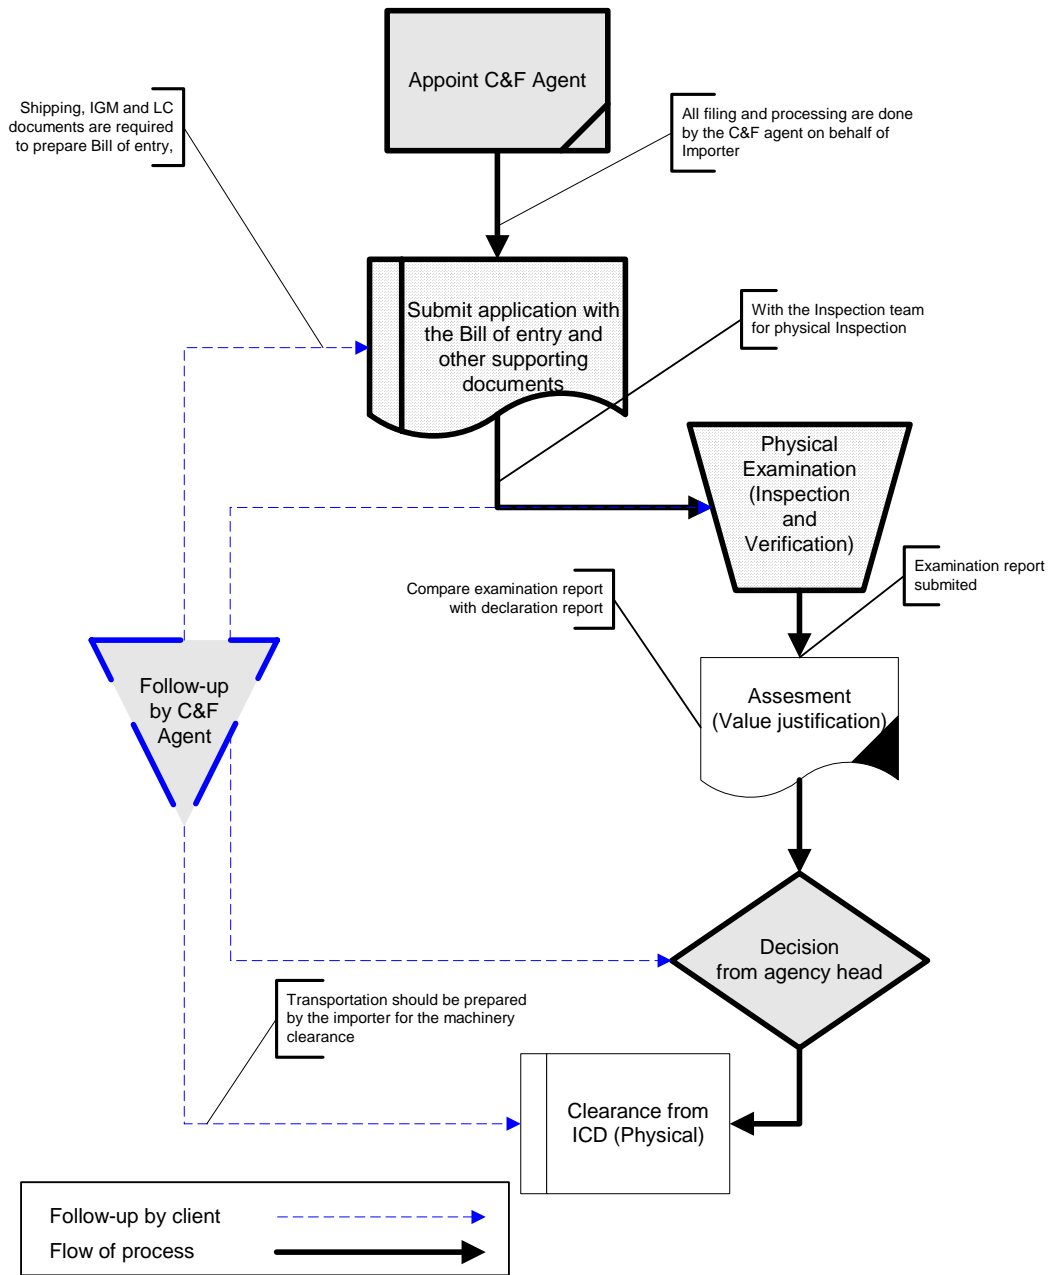 Appoint C&F Agent
Shipping, IGM and LC
documents are required
to prepare Bill of entry,
All filing and processing are done
by the C&F agent on behalf of
Importer
Submit application with
the Bill of entry and
other supporting
documents
With the Inspection team
for physical Inspection
Physical
Examination
(Inspection
and
Verification)
Compare examination report
with declaration report
Examination report
submited
Follow-up
by C&F
Agent
Assesment
(Value justification)
Decision
from agency head
Transportation should be prepared
by the importer for the machinery
clearance
Clearance from
ICD (Physical)
Follow-up by client
Flow of process